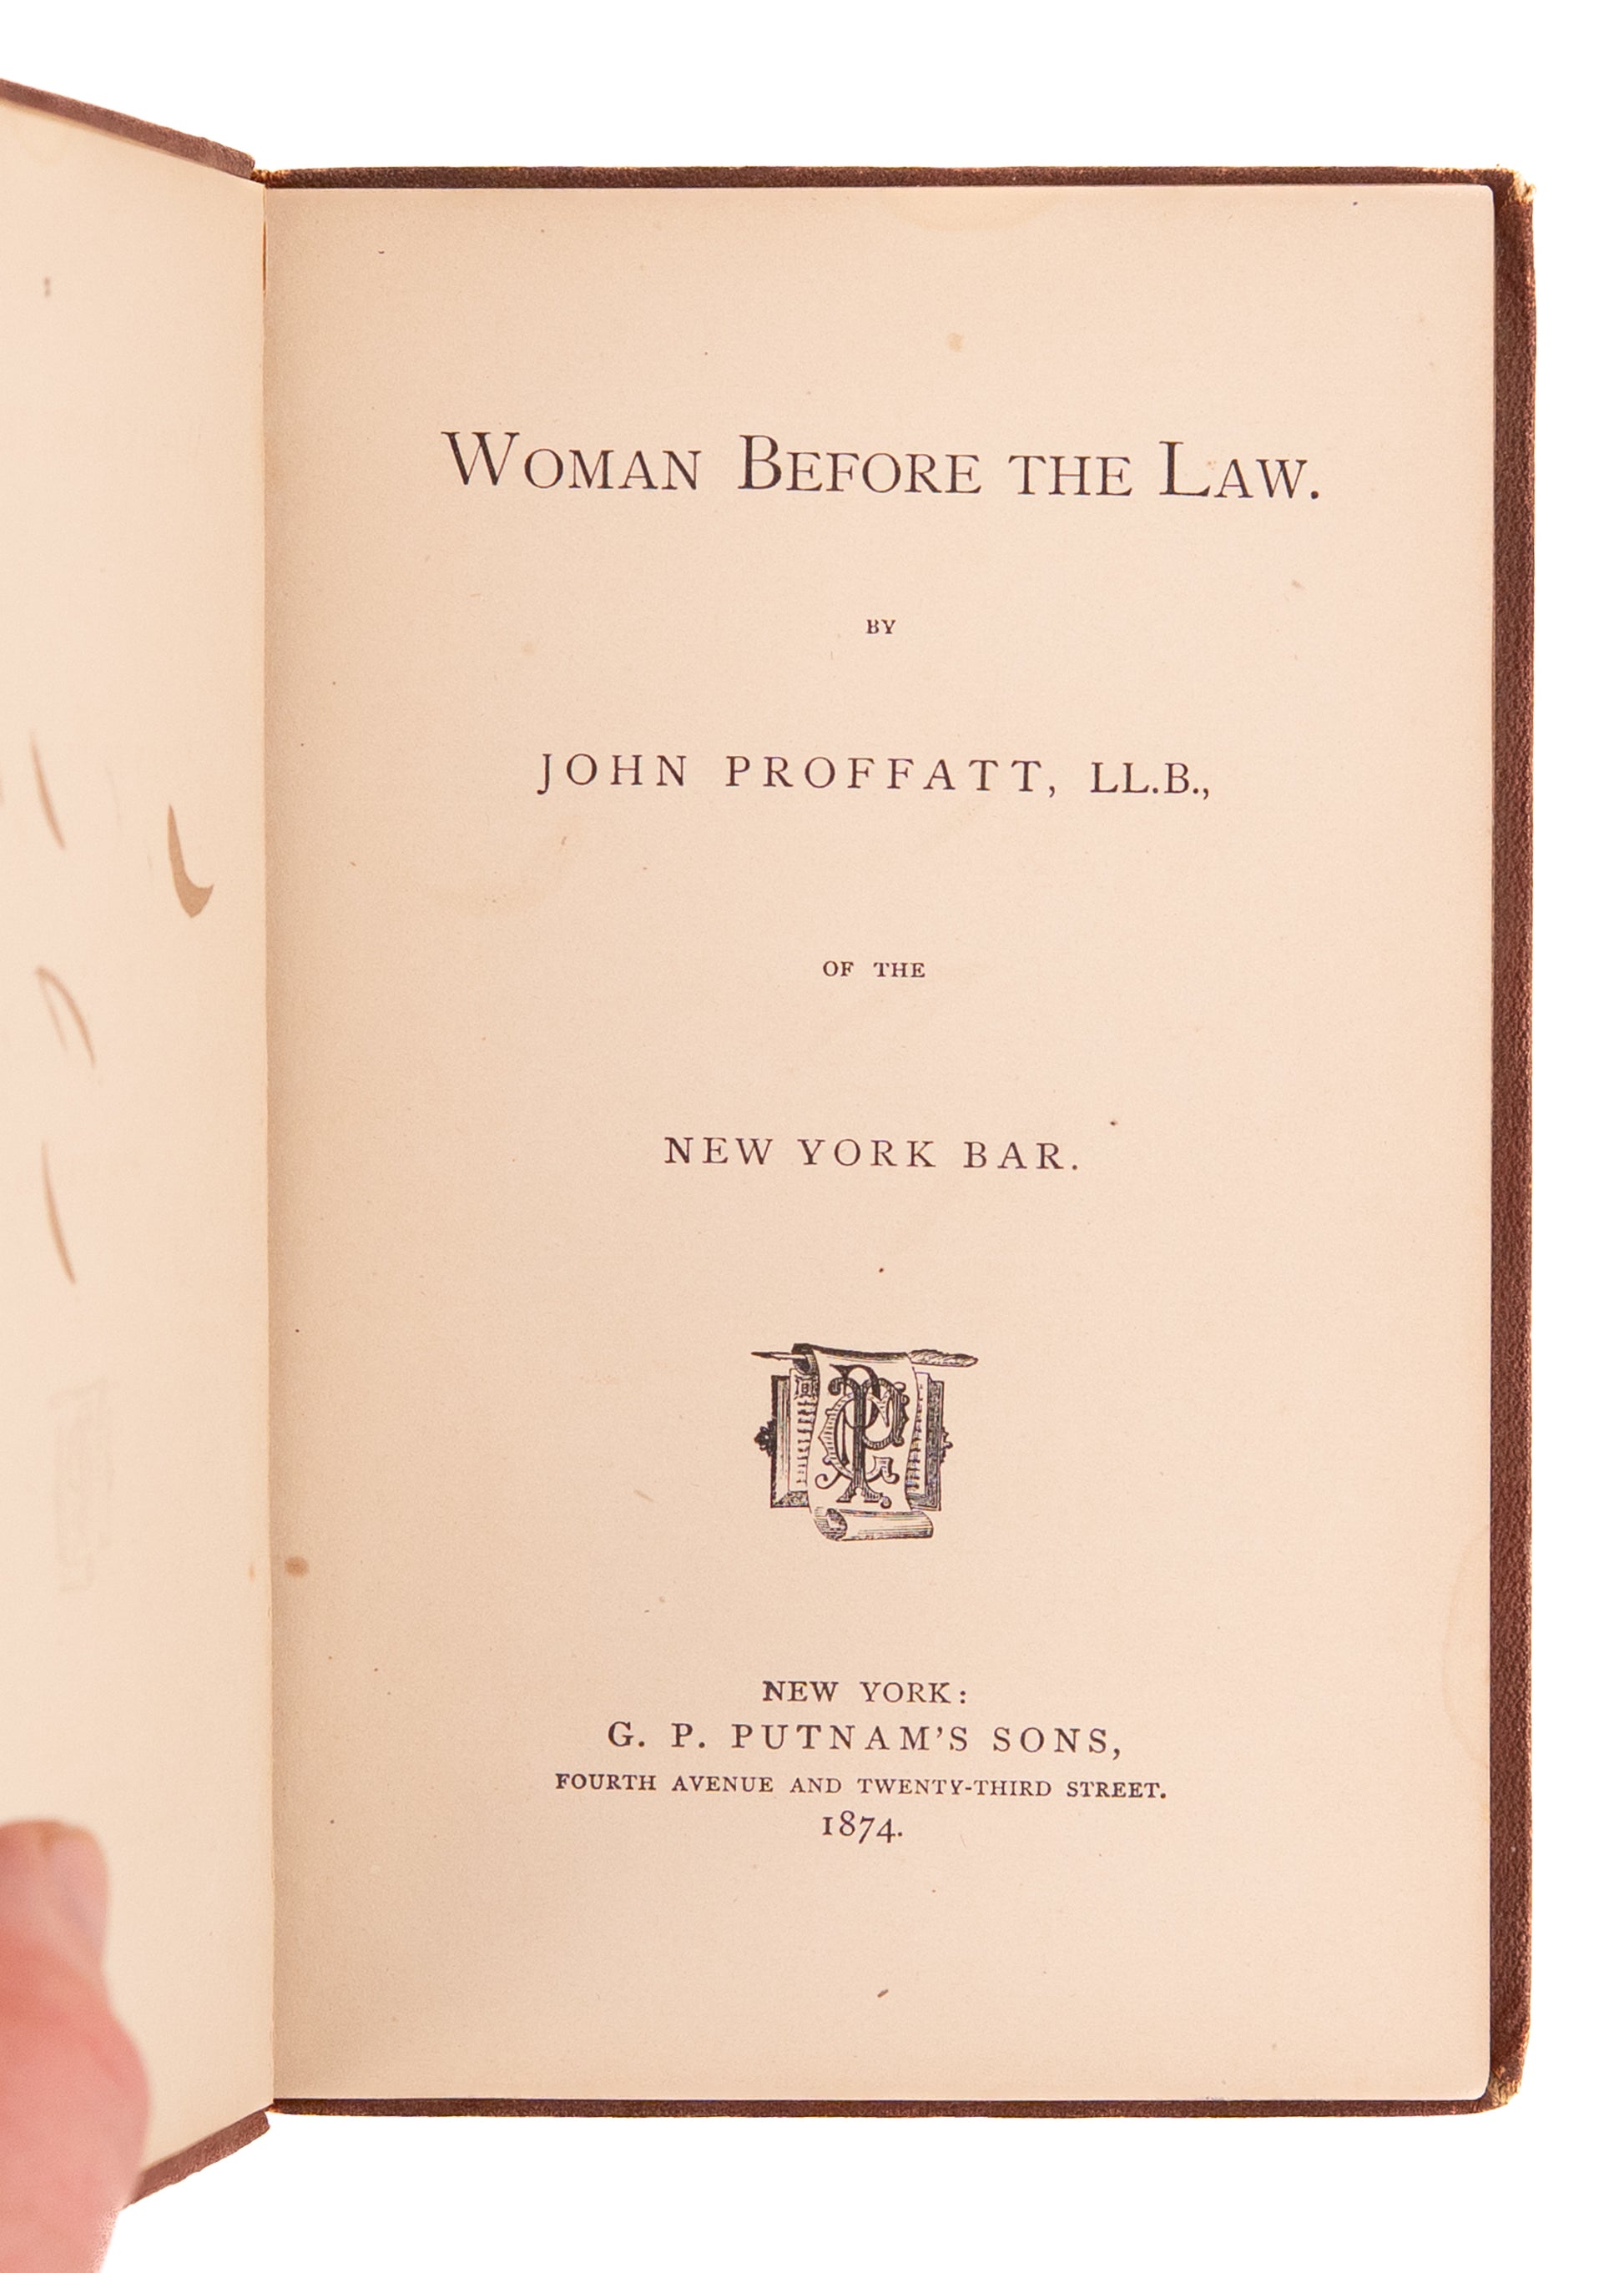 WOMAN BEFORE THE LAW.
BY
JOHN PROFFATT, LL.B.,
OF THE
NEW YORK BAR.
NEW YORK:
G. P. PUTNAM'S SONS,
FOURTH AVENUE AND TWENTY-THIRD STREET.
1874.